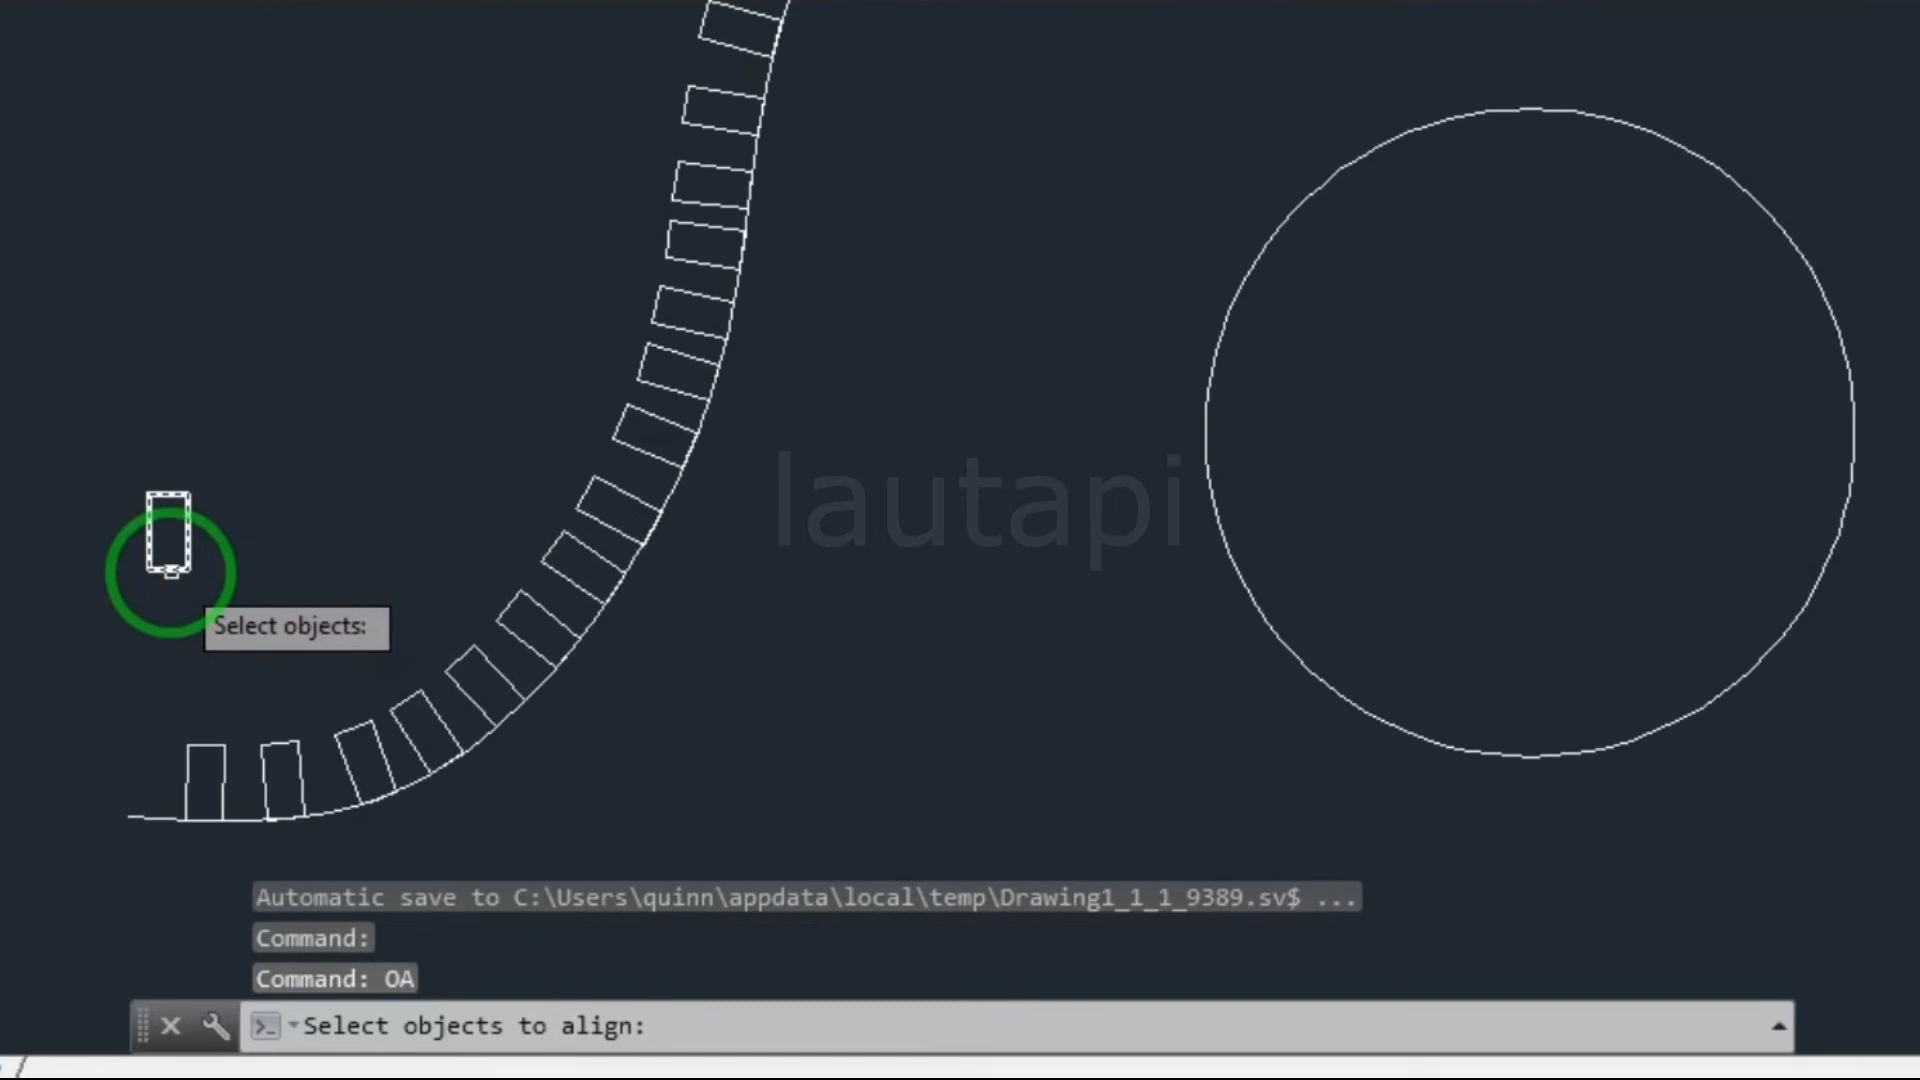 lautapi
Select objects:
Automatic save to C:\Users\quinn\appdata\local\temp\Drawing1_1_1_9389.sv$ ...
Command:
Command: OA
Select objects to align: